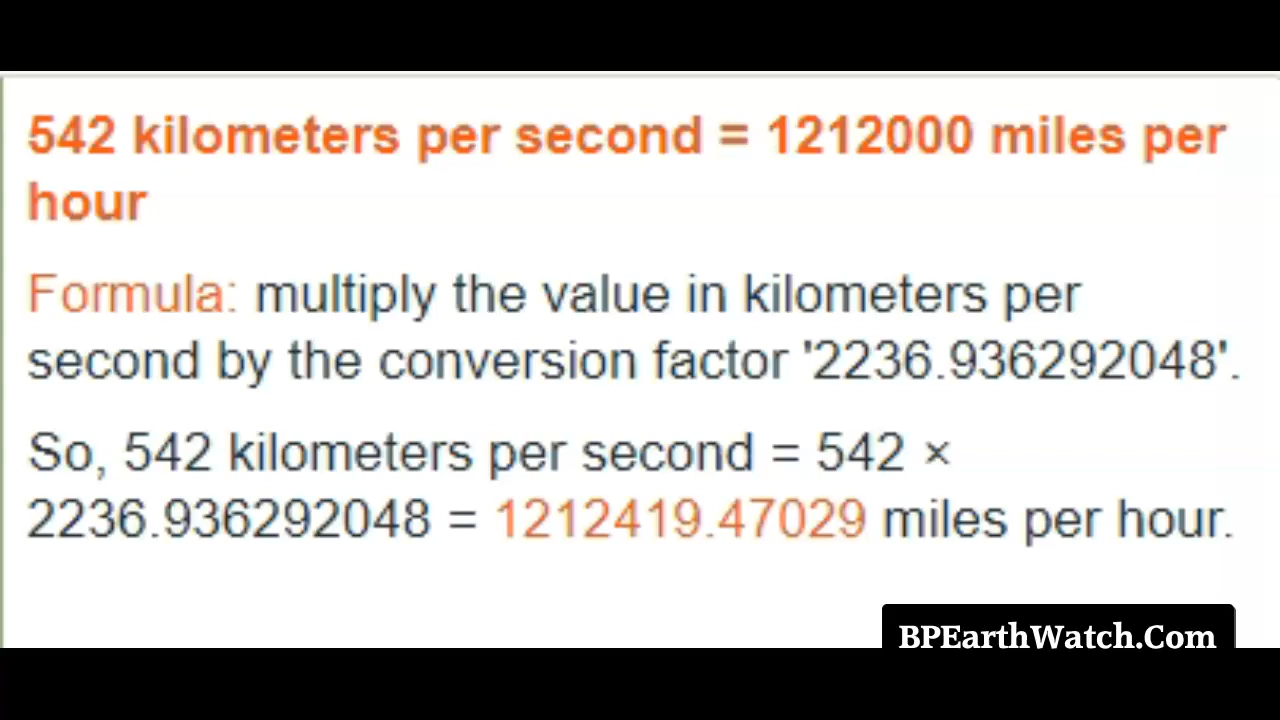 542 kilometers per second = 1212000 miles per
hour
Formula: multiply the value in kilometers per
second by the conversion factor '2236.936292048'.
So, 542 kilometers per second = 542 ×
2236.936292048 = 1212419.47029 miles per hour.
BPEarthWatch.Com